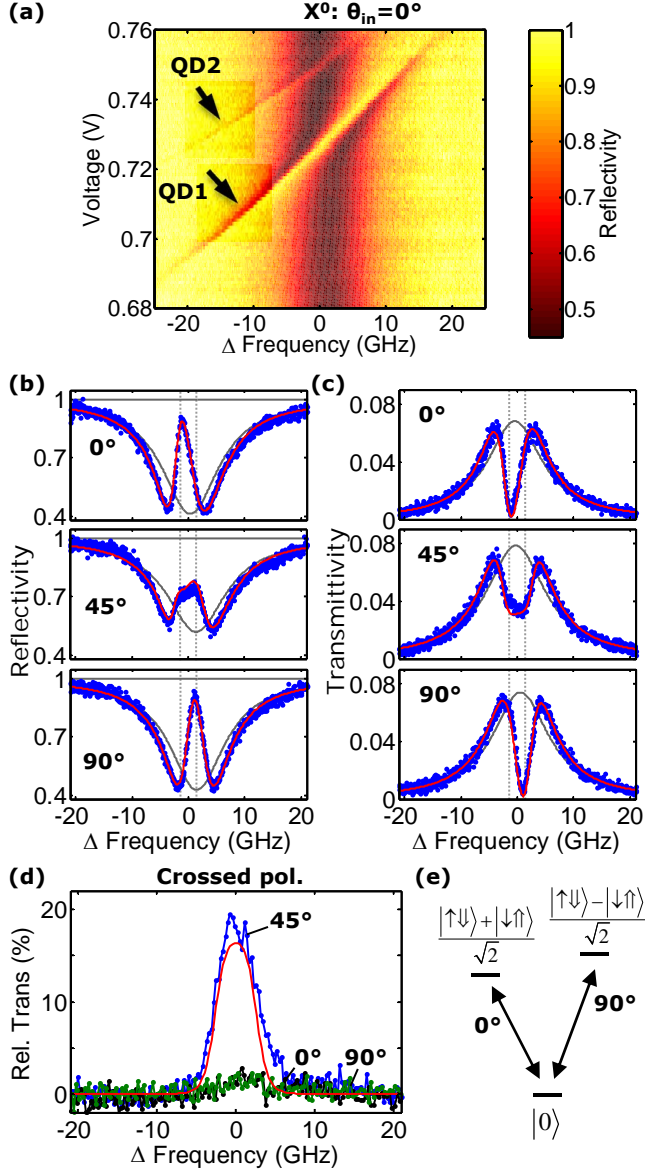 (a)
X⁰: θin=0°
0.76
0.74
0.72
0.7
0.68
Voltage (V)
QD2
QD1
-20 -10 0 10 20
Δ Frequency (GHz)
1
0.9
0.8
0.7
0.6
0.5
Reflectivity
(b)
1
0.7
0.4
0°
1
0.7
0.4
45°
1
0.7
0.4
90°
Reflectivity
-20 -10 0 10 20
Δ Frequency (GHz)
(c)
0.08
0.04
0
0°
0.08
0.04
0
45°
0.08
0.04
0
90°
Transmittivity
-20 -10 0 10 20
Δ Frequency (GHz)
(d)
Crossed pol.
20
10
0
Rel. Trans (%)
45°
0°
90°
-20 -10 0 10 20
Δ Frequency (GHz)
(e)
|↑⇓⟩+|↓⇑⟩
√2
|↑⇓⟩−|↓⇑⟩
√2
0°
90°
|0⟩